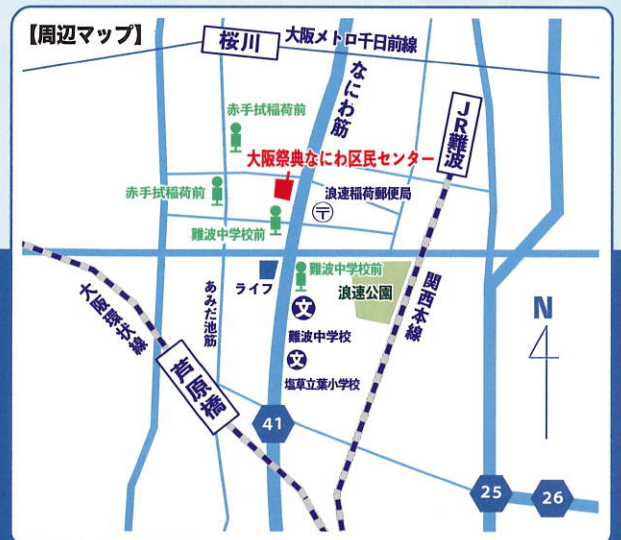 【周辺マップ】
桜川
大阪メトロ千日前線
なにわ筋
JR難波
赤手拭稲荷前
大阪祭典なにわ区民センター
赤手拭稲荷前
浪速稲荷郵便局
〒
難波中学校前
難波中学校前
ライフ
浪速公園
あみだ池筋
大阪環状線
関西本線
文
難波中学校
文
塩草立葉小学校
芦原橋
N
41
25
26